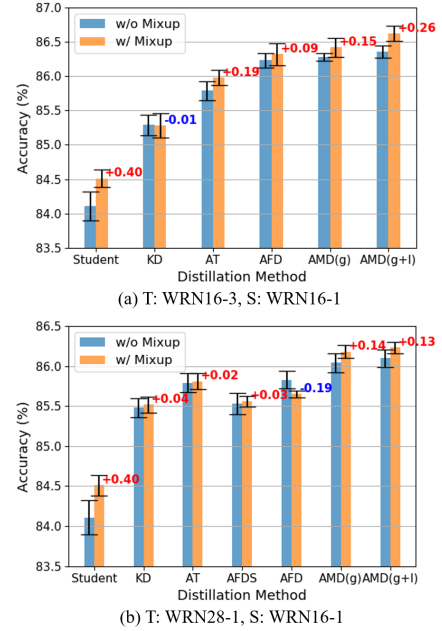 87.0
86.5
86.0
85.5
85.0
84.5
84.0
83.5
Accuracy (%)
w/o Mixup
w/ Mixup
+0.40
-0.01
+0.19
+0.09
+0.15
+0.26
Student KD AT AFD AMD(g) AMD(g+l)
Distillation Method
(a) T: WRN16-3, S: WRN16-1
86.5
86.0
85.5
85.0
84.5
84.0
83.5
Accuracy (%)
w/o Mixup
w/ Mixup
+0.40
+0.04
+0.02
+0.03
-0.19
+0.14
+0.13
Student KD AT AFDS AFD AMD(g) AMD(g+l)
Distillation Method
(b) T: WRN28-1, S: WRN16-1